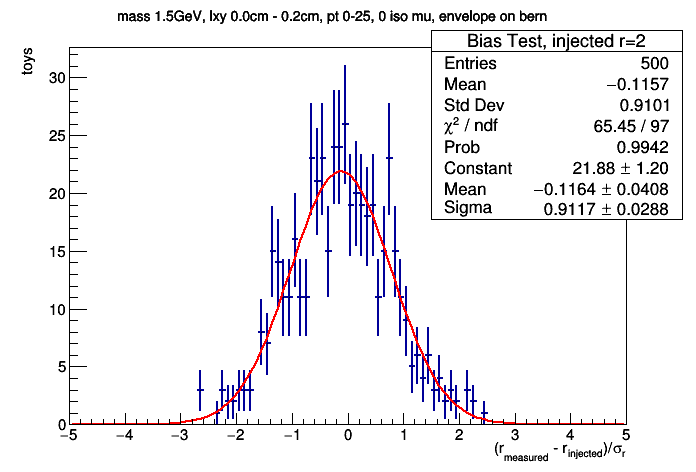 mass 1.5GeV, lxy 0.0cm - 0.2cm, pt 0-25, 0 iso mu, envelope on bern
Bias Test, injected r=2
Entries 500
Mean −0.1157
Std Dev 0.9101
χ² / ndf 65.45 / 97
Prob 0.9942
Constant 21.88 ± 1.20
Mean −0.1164 ± 0.0408
Sigma 0.9117 ± 0.0288
toys
30
25
20
15
10
5
0
−5 −4 −3 −2 −1 0 1 2 3 4 5
(r_measured - r_injected)/σ_r